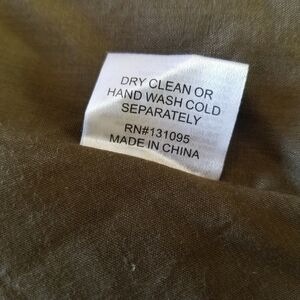 DRY CLEAN OR
HAND WASH COLD
SEPARATELY
RN#131095
MADE IN CHINA